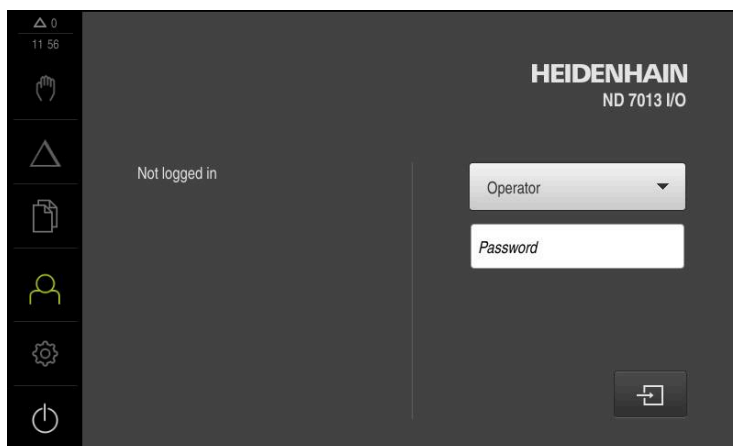 0
11 56
HEIDENHAIN
ND 7013 I/O
Not logged in
Operator
Password